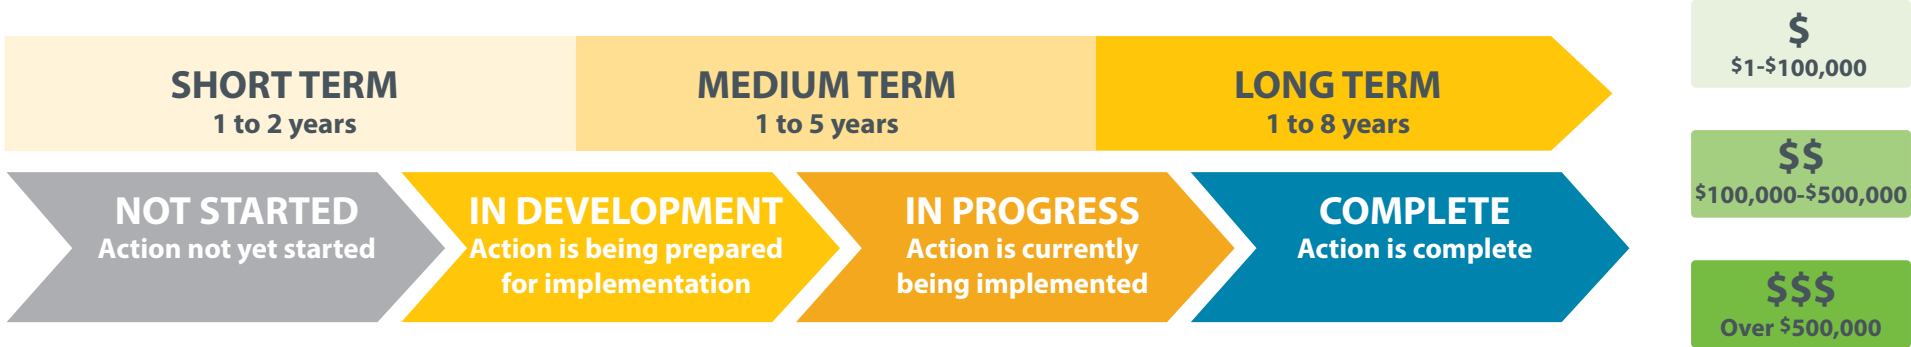 SHORT TERM
1 to 2 years
MEDIUM TERM
1 to 5 years
LONG TERM
1 to 8 years
NOT STARTED
Action not yet started
IN DEVELOPMENT
Action is being prepared
for implementation
IN PROGRESS
Action is currently
being implemented
COMPLETE
Action is complete
$
$1-$100,000
$$
$100,000-$500,000
$$$
Over $500,000